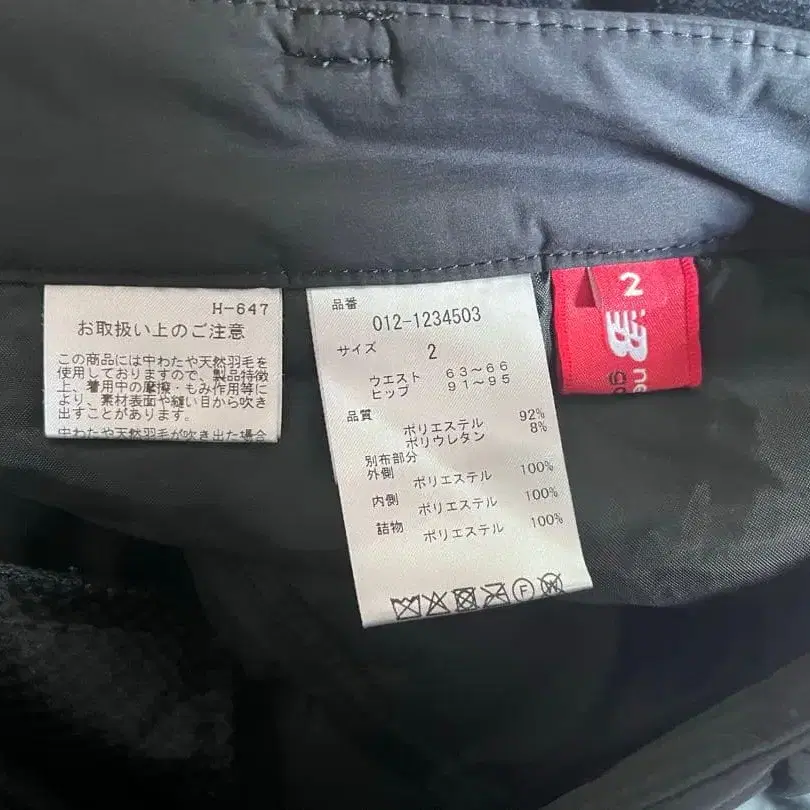 H-647
お取扱い上のご注意
この商品には中わたや天然羽毛を
使用しておりますので、製品特徴
上、着用中の摩擦・もみ作用等に
より、素材表面や縫い目から吹き
出すことがあります。
中わたや天然羽毛が吹き出た場合
品番
012-1234503
サイズ 2
ウエスト 63~66
ヒップ 91~95
品質
ポリエステル 92%
ポリウレタン 8%
別布部分
外側
ポリエステル 100%
内側
ポリエステル 100%
詰物
ポリエステル 100%
F
W
2
NB
ne
go